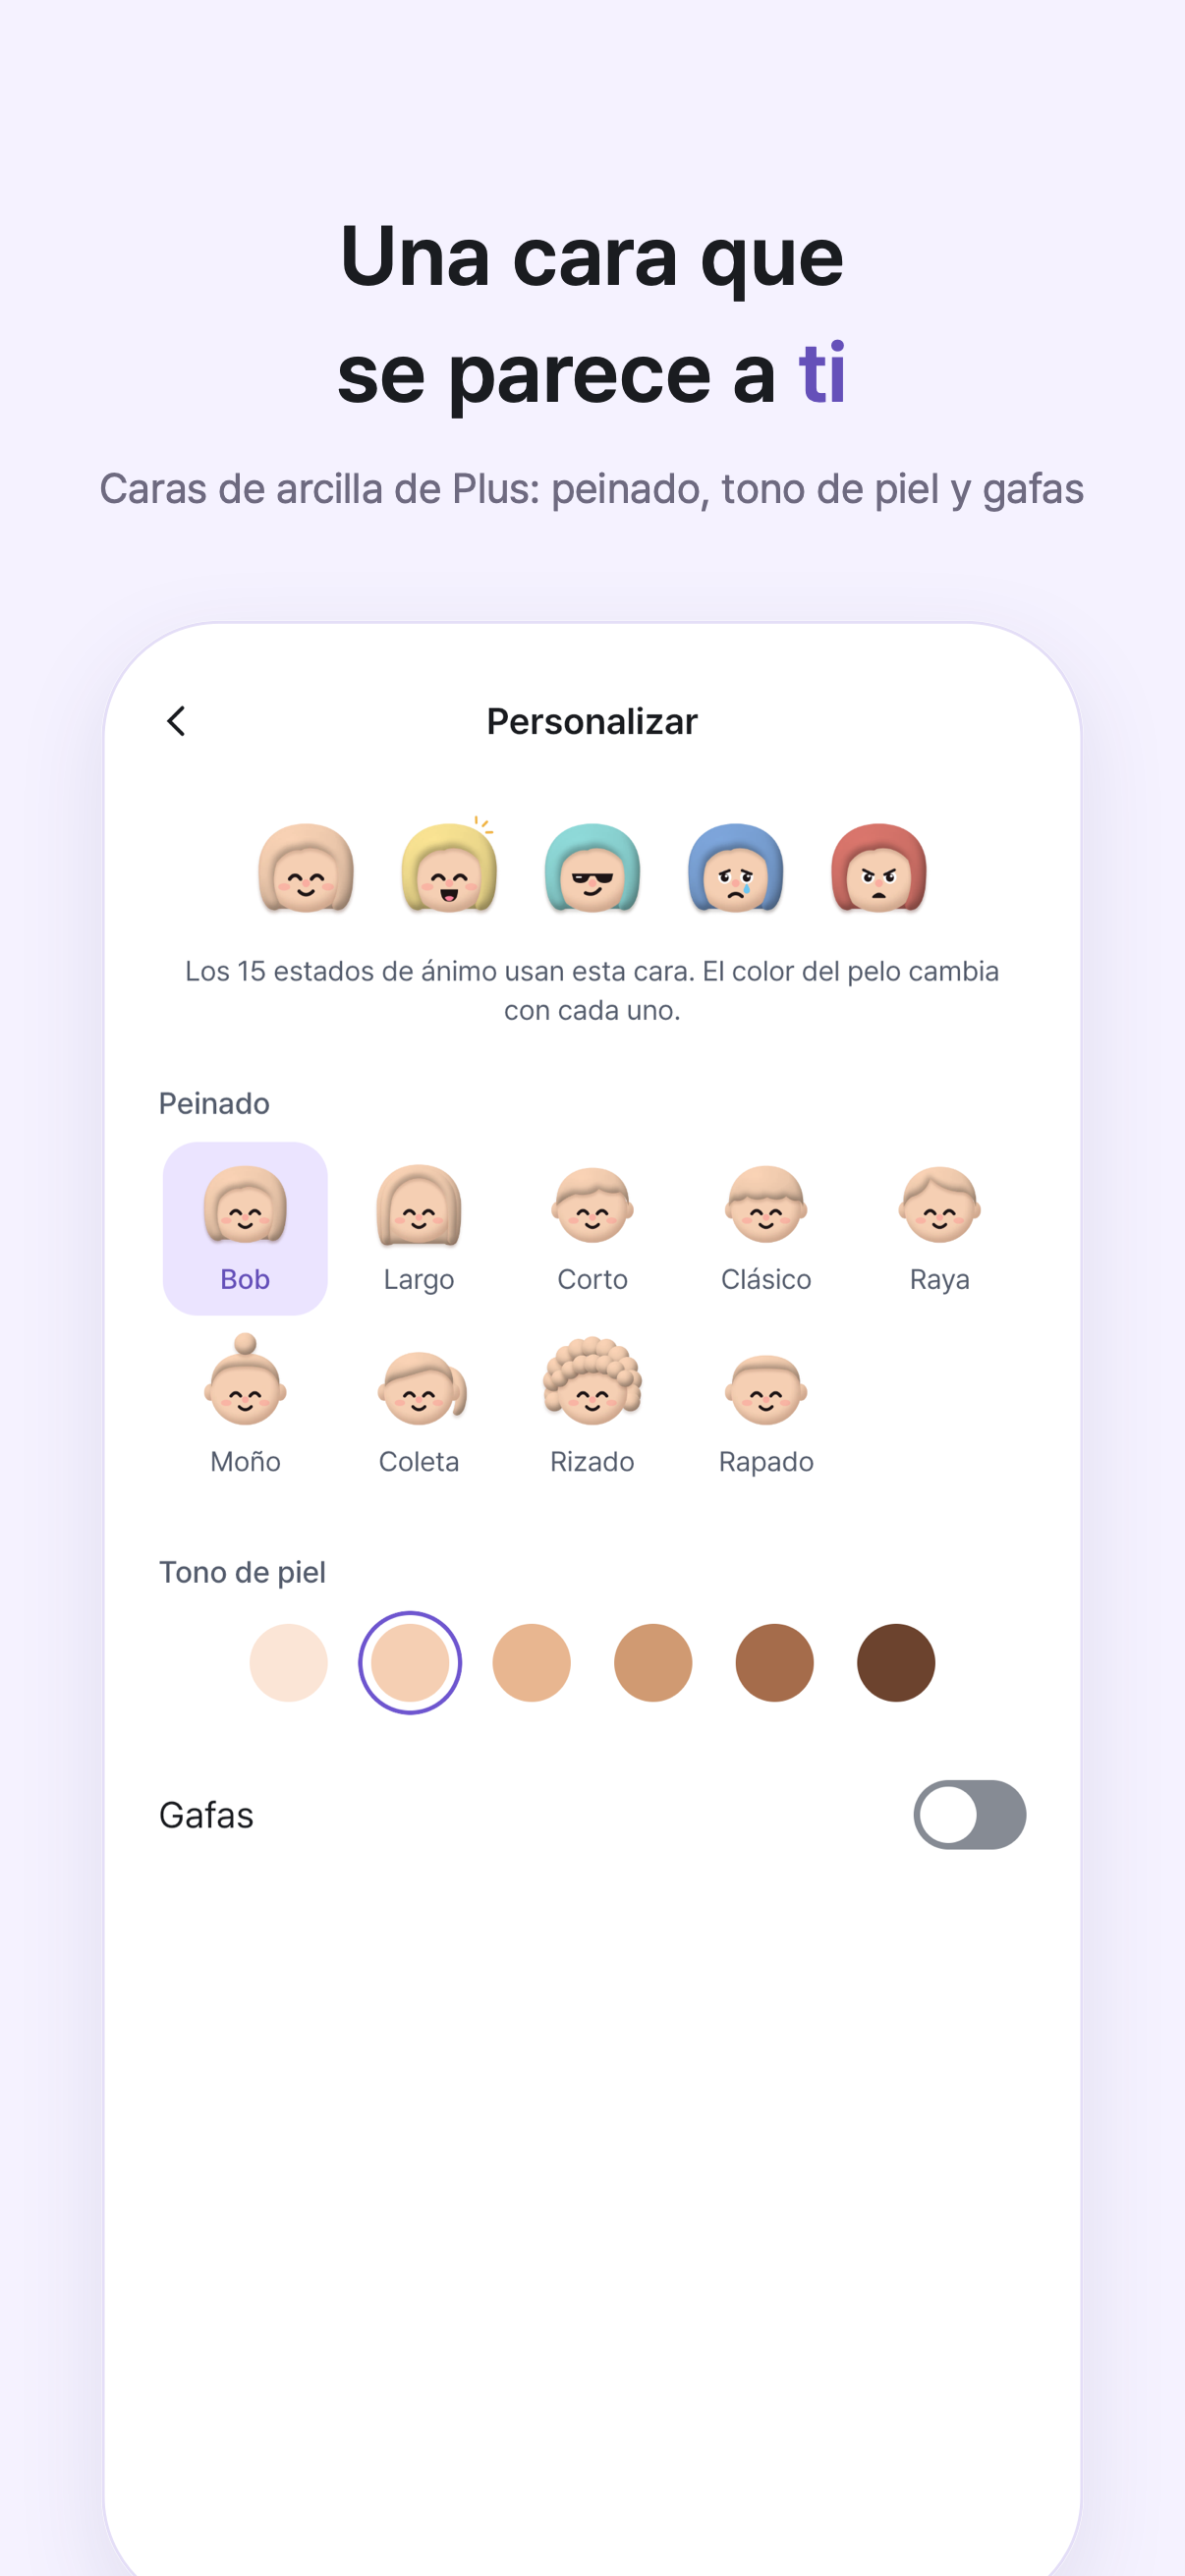 Una cara que
se parece a ti
Caras de arcilla de Plus: peinado, tono de piel y gafas
Personalizar
Los 15 estados de ánimo usan esta cara. El color del pelo cambia
con cada uno.
Peinado
Bob
Largo
Corto
Clásico
Raya
Moño
Coleta
Rizado
Rapado
Tono de piel
Gafas